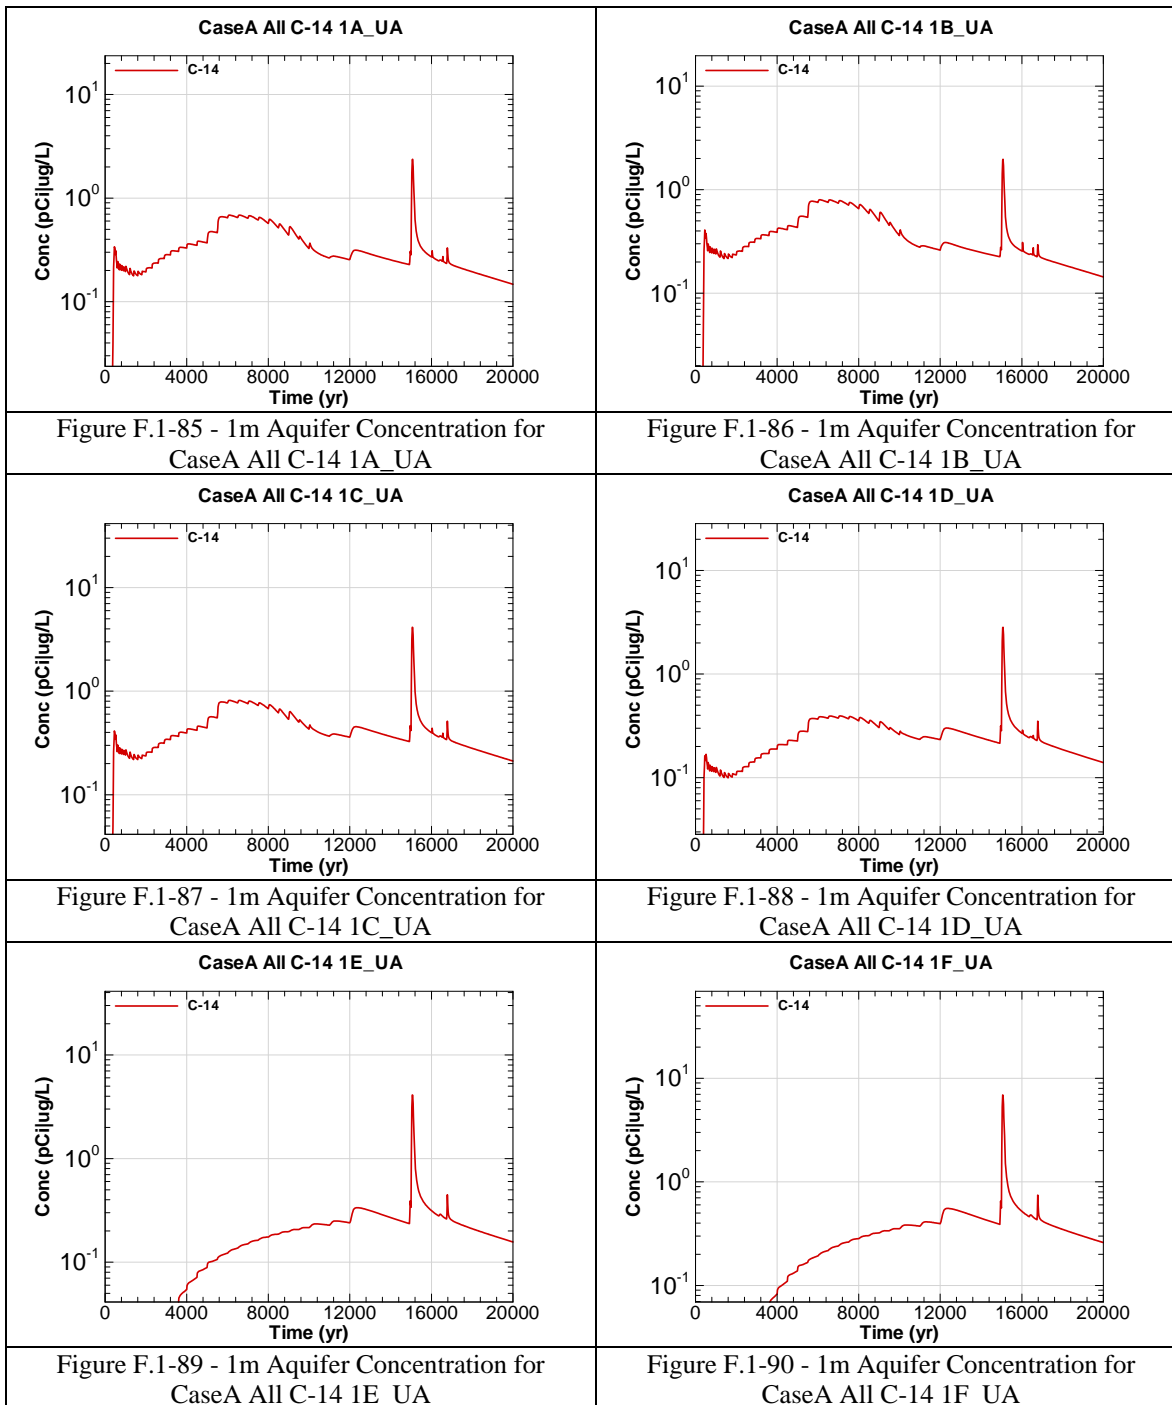 CaseA All C-14 1A_UA
C-14
Conc (pCi|ug/L)
10^1
10^0
10^-1
0 4000 8000 12000 16000 20000
Time (yr)
Figure F.1-85 - 1m Aquifer Concentration for
CaseA All C-14 1A_UA
CaseA All C-14 1B_UA
C-14
Conc (pCi|ug/L)
10^1
10^0
10^-1
0 4000 8000 12000 16000 20000
Time (yr)
Figure F.1-86 - 1m Aquifer Concentration for
CaseA All C-14 1B_UA
CaseA All C-14 1C_UA
C-14
Conc (pCi|ug/L)
10^1
10^0
10^-1
0 4000 8000 12000 16000 20000
Time (yr)
Figure F.1-87 - 1m Aquifer Concentration for
CaseA All C-14 1C_UA
CaseA All C-14 1D_UA
C-14
Conc (pCi|ug/L)
10^1
10^0
10^-1
0 4000 8000 12000 16000 20000
Time (yr)
Figure F.1-88 - 1m Aquifer Concentration for
CaseA All C-14 1D_UA
CaseA All C-14 1E_UA
C-14
Conc (pCi|ug/L)
10^1
10^0
10^-1
0 4000 8000 12000 16000 20000
Time (yr)
Figure F.1-89 - 1m Aquifer Concentration for
CaseA All C-14 1E_UA
CaseA All C-14 1F_UA
C-14
Conc (pCi|ug/L)
10^1
10^0
10^-1
0 4000 8000 12000 16000 20000
Time (yr)
Figure F.1-90 - 1m Aquifer Concentration for
CaseA All C-14 1F_UA